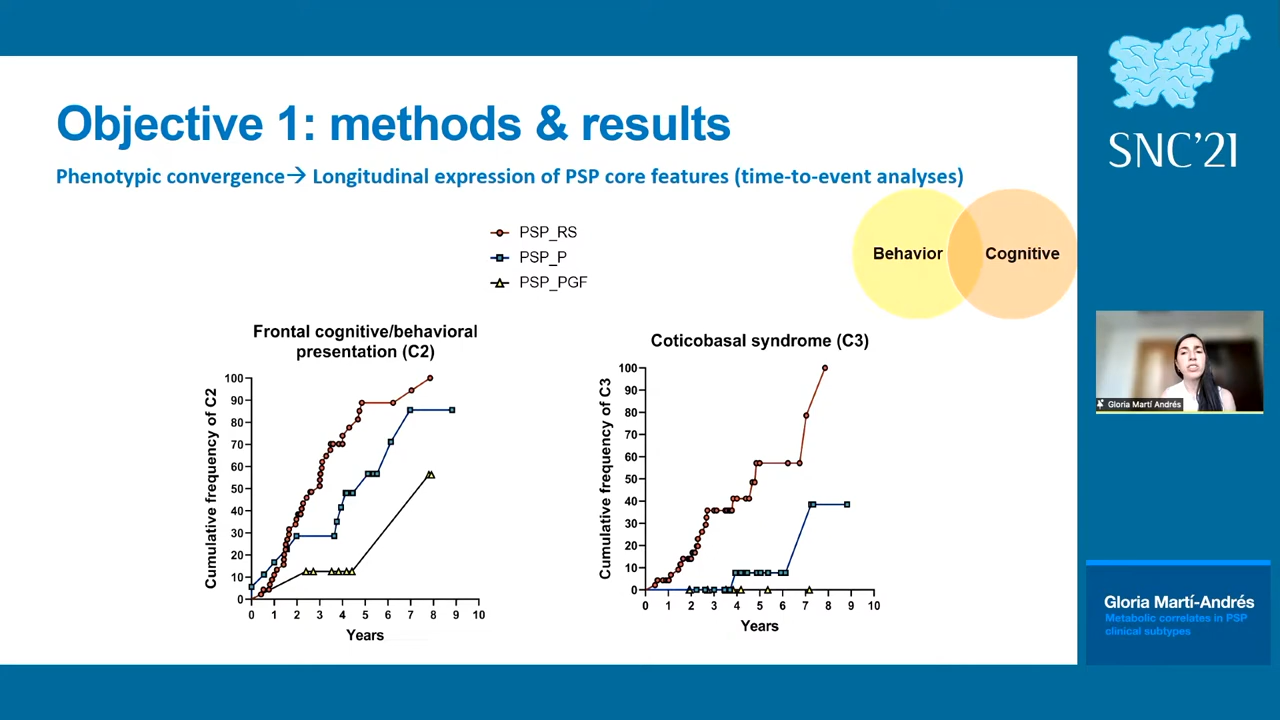 Objective 1: methods & results
Phenotypic convergence→ Longitudinal expression of PSP core features (time-to-event analyses)
PSP_RS
PSP_P
PSP_PGF
Behavior
Cognitive
Frontal cognitive/behavioral
presentation (C2)
Cumulative frequency of C2
100
90
80
70
60
50
40
30
20
10
0
0 1 2 3 4 5 6 7 8 9 10
Years
Coticobasal syndrome (C3)
Cumulative frequency of C3
100
90
80
70
60
50
40
30
20
10
0
0 1 2 3 4 5 6 7 8 9 10
Years
SNC'21
Gloria Martí Andrés
Gloria Martí-Andrés
Metabolic correlates in PSP
clinical subtypes